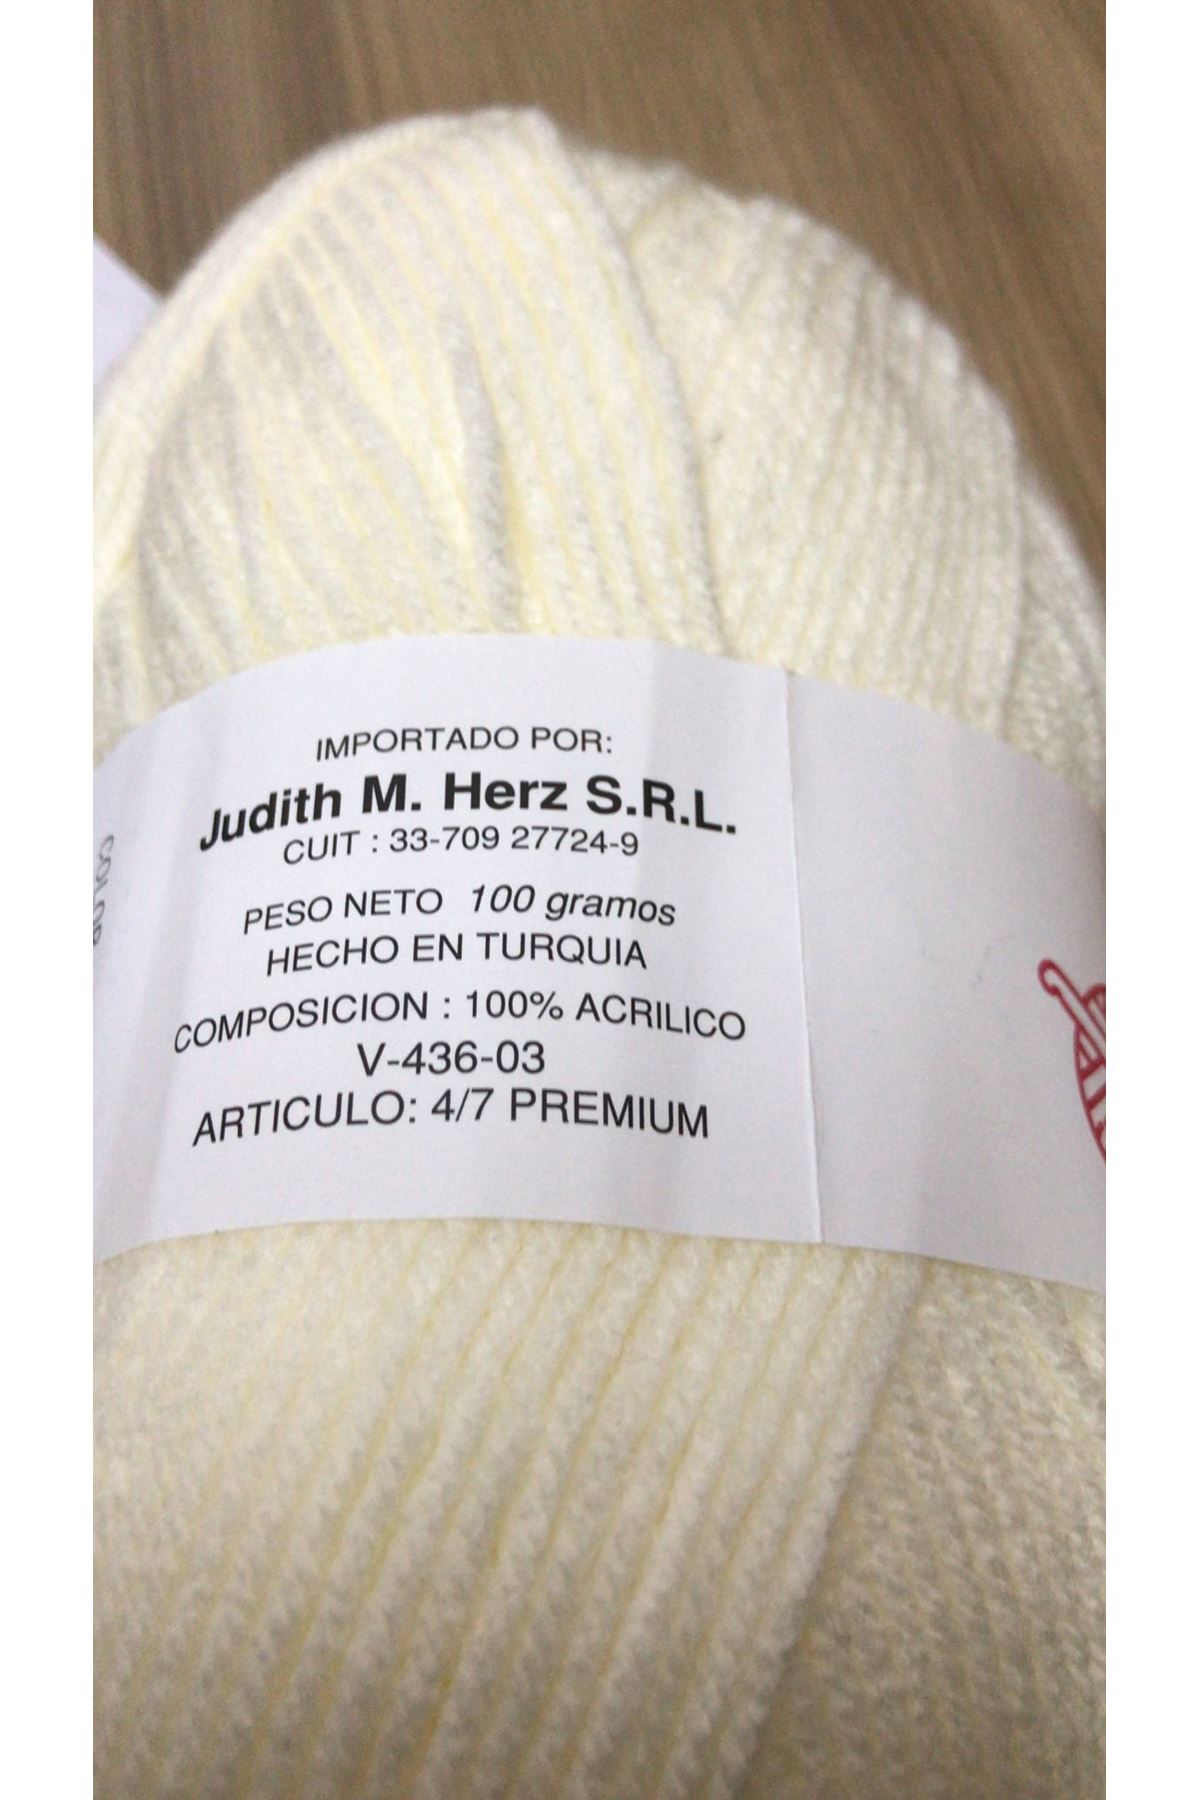 IMPORTADO POR:
Judith M. Herz S.R.L.
CUIT : 33-709 27724-9
PESO NETO 100 gramos
HECHO EN TURQUIA
COMPOSICION : 100% ACRILICO
V-436-03
ARTICULO: 4/7 PREMIUM
COLOR